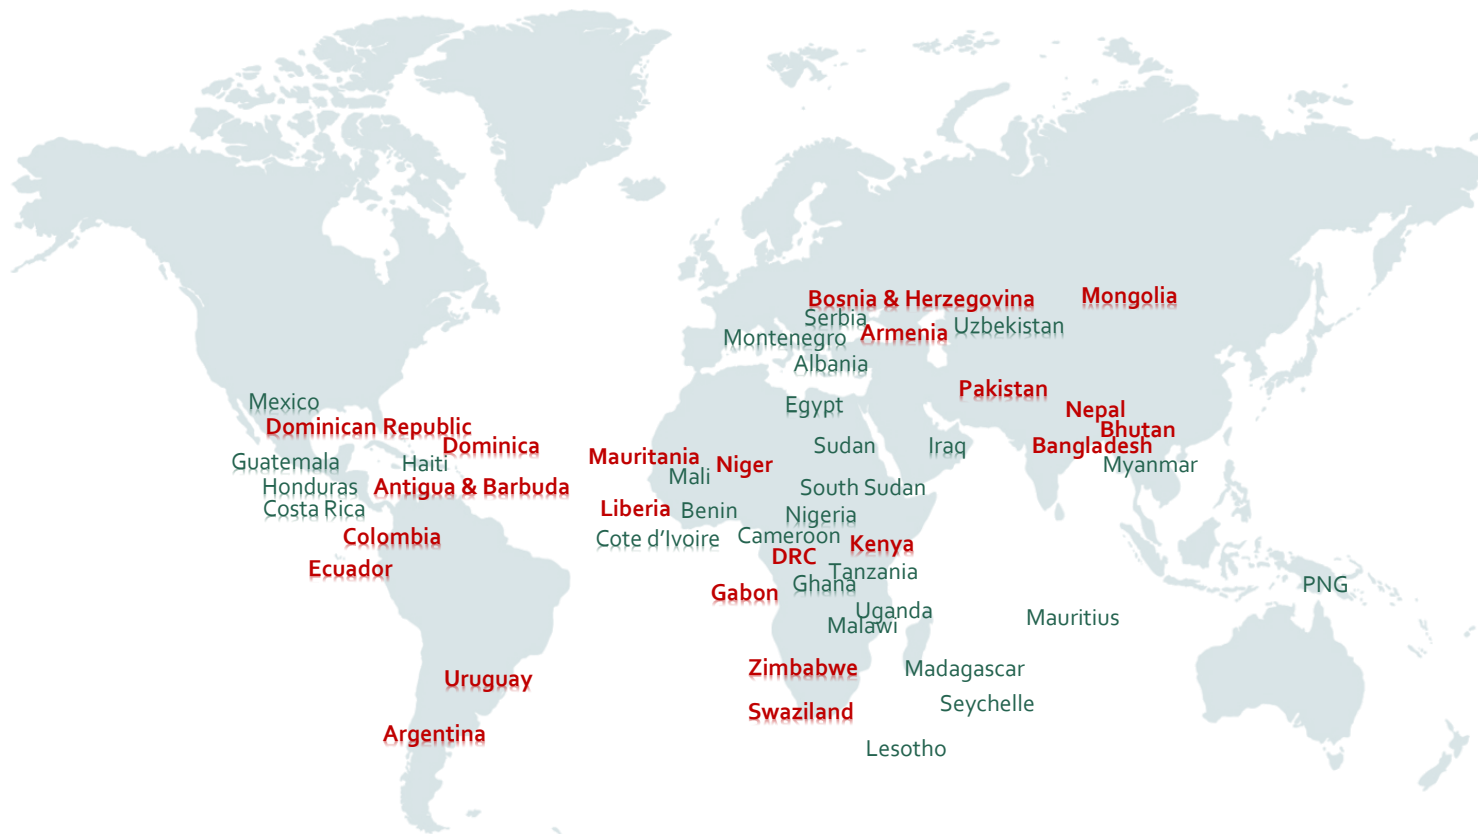 Bosnia & Herzegovina
Mongolia
Serbia
Uzbekistan
Armenia
Montenegro
Albania
Pakistan
Mexico
Egypt
Nepal
Dominican Republic
Bhutan
Dominica
Sudan
Iraq
Bangladesh
Mauritania
Guatemala
Haiti
Niger
Myanmar
Mali
Honduras
Antigua & Barbuda
South Sudan
Costa Rica
Liberia
Benin
Nigeria
Colombia
Cote d’Ivoire
Cameroon
Kenya
DRC
Ecuador
Tanzania
Ghana
PNG
Gabon
Uganda
Mauritius
Malawi
Zimbabwe
Madagascar
Uruguay
Seychelle
Swaziland
Argentina
Lesotho